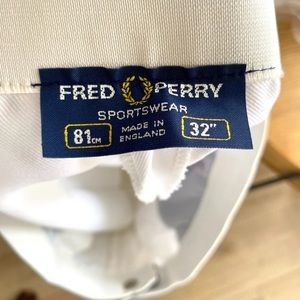 FRED PERRY
SPORTSWEAR
81CM MADE IN ENGLAND 32"